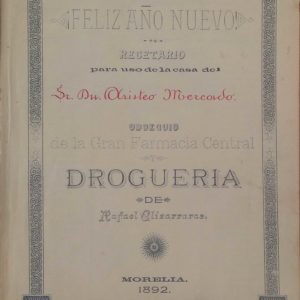 ¡FELIZ AÑO NUEVO!
RECETARIO
para uso de la casa del
Sr. Dn. Aristeo Mercado.
OBSEQUIO
de la Gran Farmacia Central
Y
DROGUERIA
DE
Rafael Elizarraras.
MORELIA.
1892.